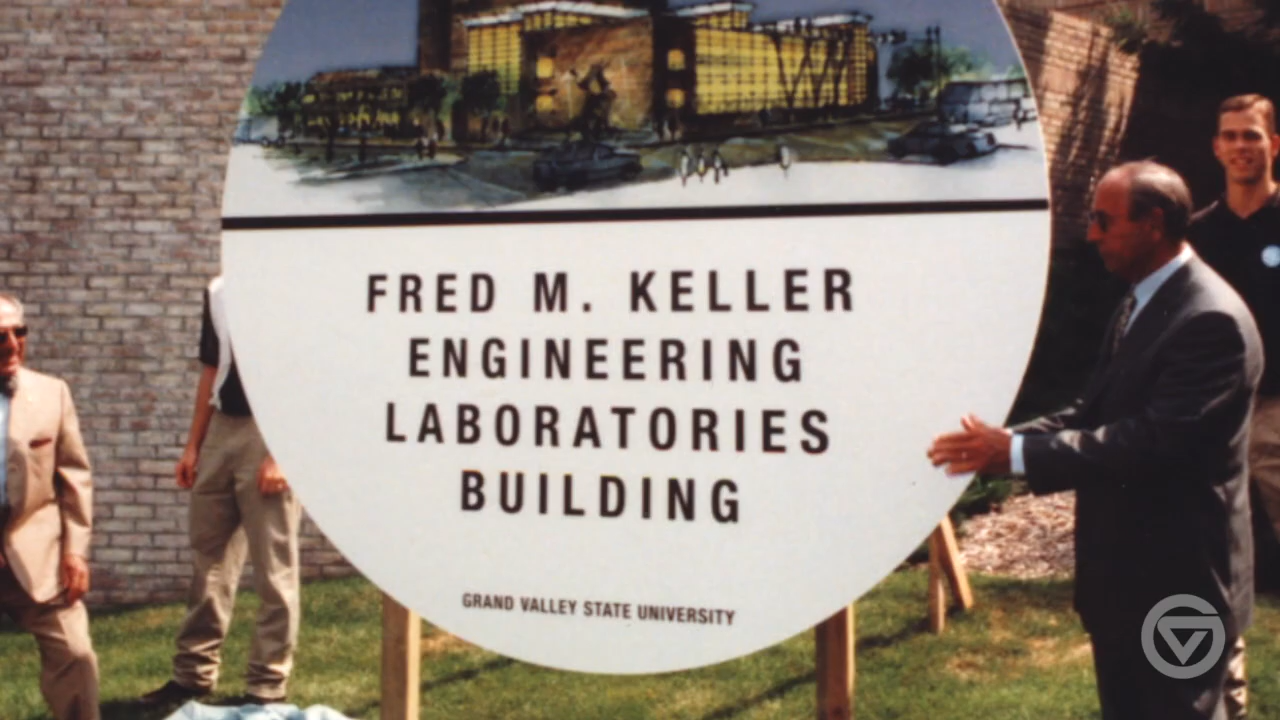 FRED M. KELLER
ENGINEERING
LABORATORIES
BUILDING
GRAND VALLEY STATE UNIVERSITY